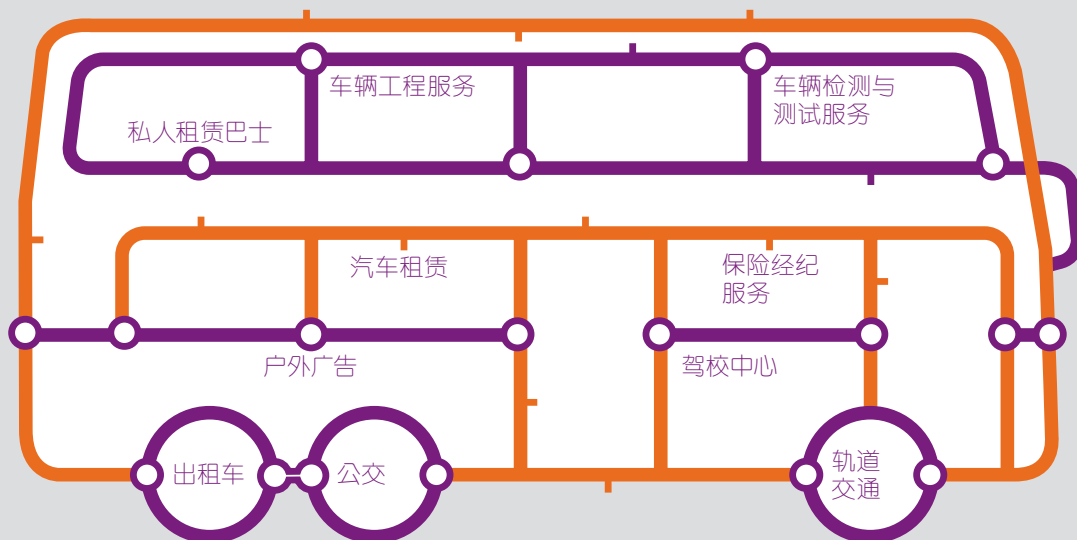 车辆工程服务
车辆检测与
测试服务
私人租赁巴士
汽车租赁
保险经纪
服务
户外广告
驾校中心
出租车
公交
轨道
交通